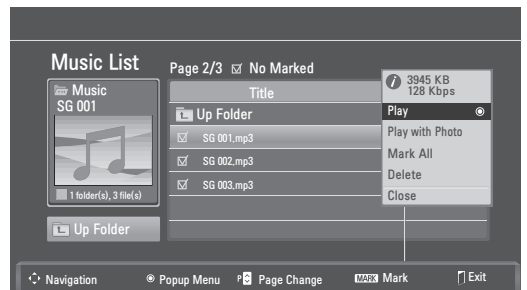 Music List
Page 2/3 No Marked
Music
SG 001
1 folder(s), 3 file(s)
Up Folder
Title
Up Folder
SG 001.mp3
SG 002.mp3
SG 003.mp3
3945 KB
128 Kbps
Play
Play with Photo
Mark All
Delete
Close
Navigation
Popup Menu
P Page Change
MARK Mark
Exit